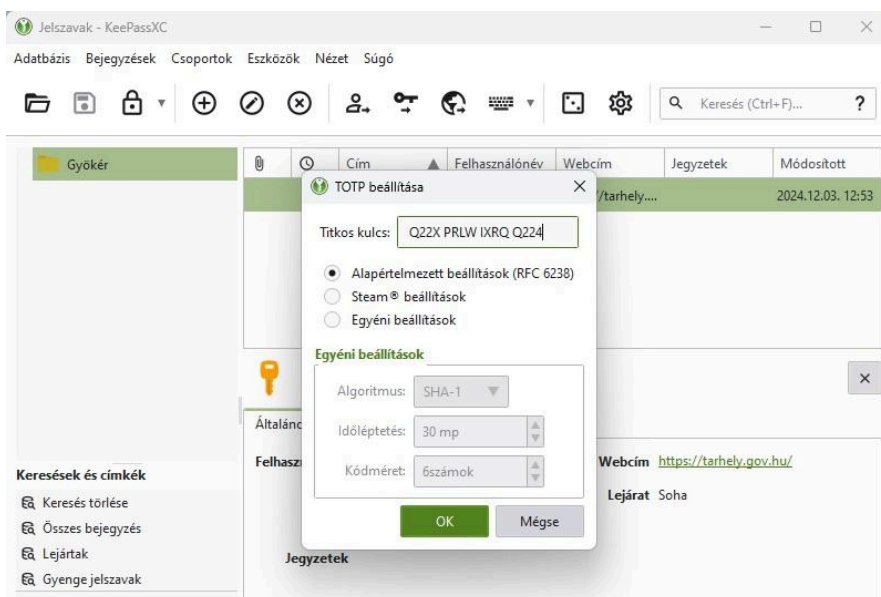 Jelszavak - KeePassXC
Adatbázis Bejegyzések Csoportok Eszközök Nézet Súgó
Keresés (Ctrl+F)... ?
Gyökér
Cím Felhasználónév Webcím Jegyzetek Módosított
/tarhely.... 2024.12.03. 12:53
TOTP beállítása
Titkos kulcs: Q22X PRLW IXRQ Q224
Alapértelmezett beállítások (RFC 6238)
Steam® beállítások
Egyéni beállítások
Egyéni beállítások
Algoritmus: SHA-1
Időléptetés: 30 mp
Kódméret: 6számok
OK Mégse
Általáno
Felhasz
Webcím https://tarhely.gov.hu/
Lejárat Soha
Jegyzetek
Keresések és címkék
Keresés törlése
Összes bejegyzés
Lejártak
Gyenge jelszavak